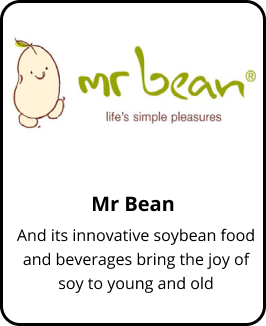 mr bean®
life's simple pleasures
Mr Bean
And its innovative soybean food
and beverages bring the joy of
soy to young and old